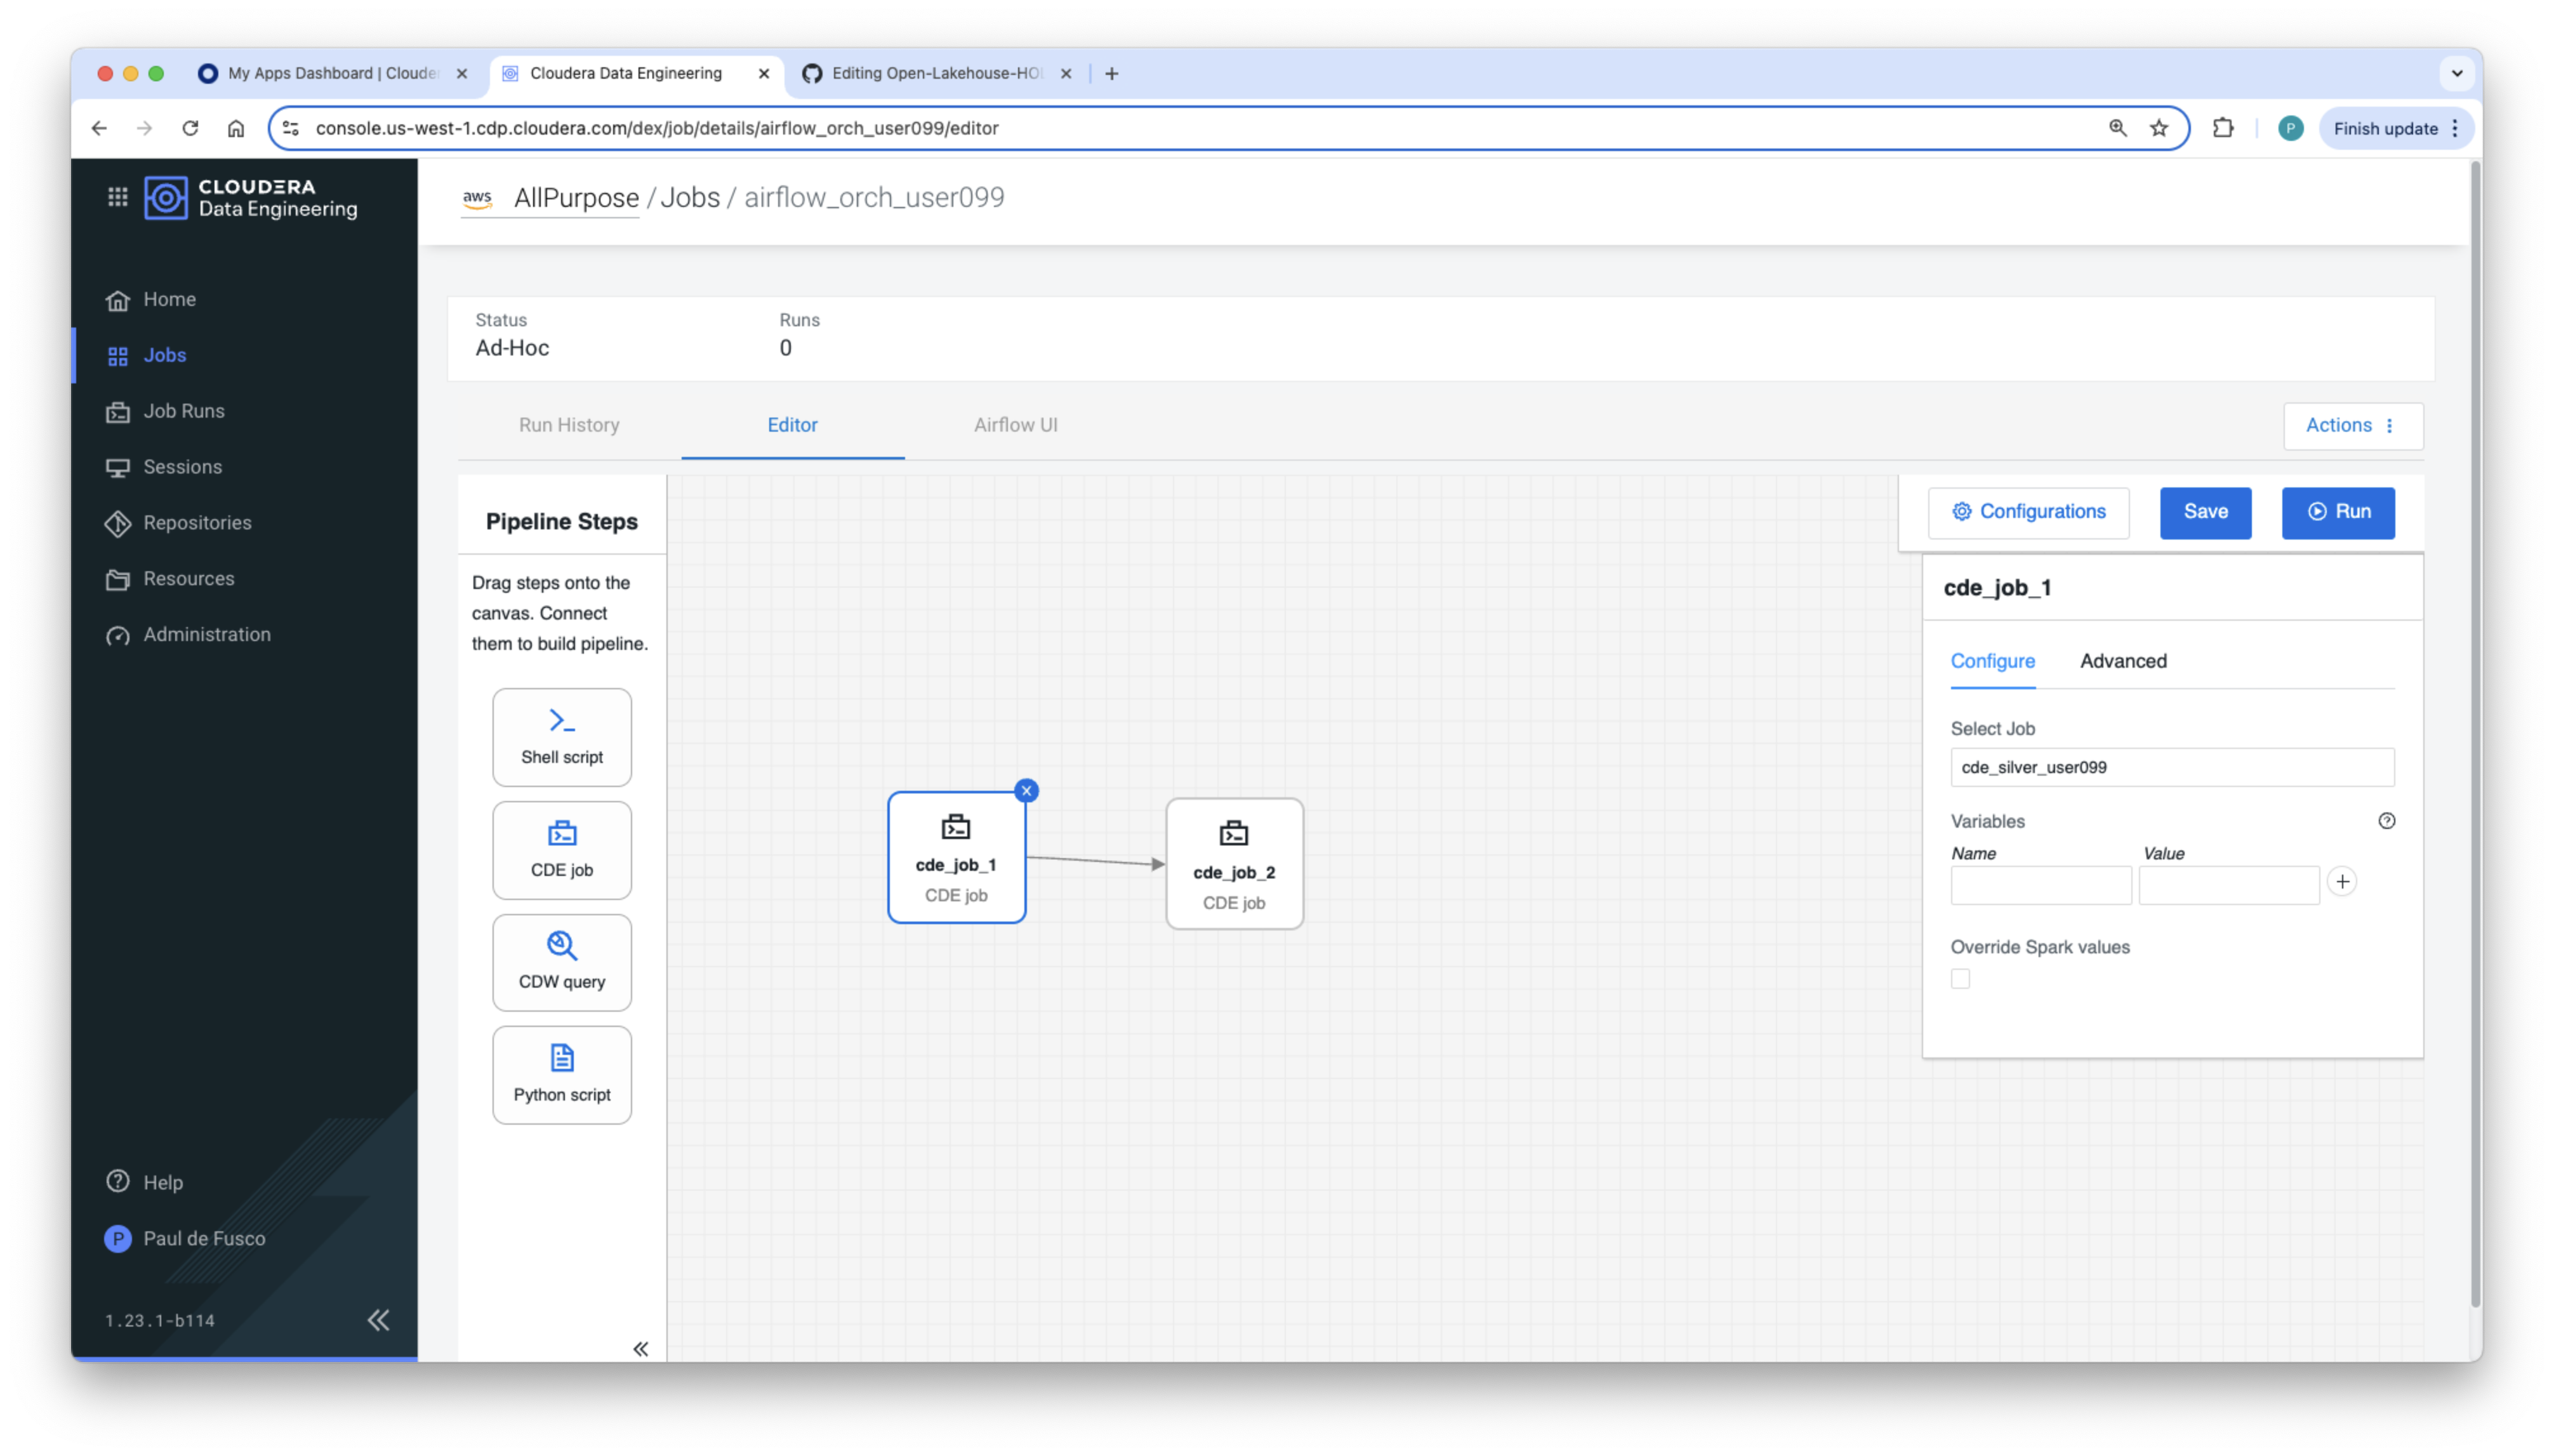 My Apps Dashboard | Clouder
Cloudera Data Engineering
Editing Open-Lakehouse-HOL
console.us-west-1.cdp.cloudera.com/dex/job/details/airflow_orch_user099/editor
P
Finish update
CLOUDERA
Data Engineering
Home
Jobs
Job Runs
Sessions
Repositories
Resources
Administration
Help
P
Paul de Fusco
1.23.1-b114
aws
AllPurpose / Jobs / airflow_orch_user099
Status
Ad-Hoc
Runs
0
Run History
Editor
Airflow UI
Actions
Pipeline Steps
Drag steps onto the
canvas. Connect
them to build pipeline.
Shell script
CDE job
CDW query
Python script
cde_job_1
CDE job
cde_job_2
CDE job
Configurations
Save
Run
cde_job_1
Configure
Advanced
Select Job
cde_silver_user099
Variables
Name
Value
Override Spark values